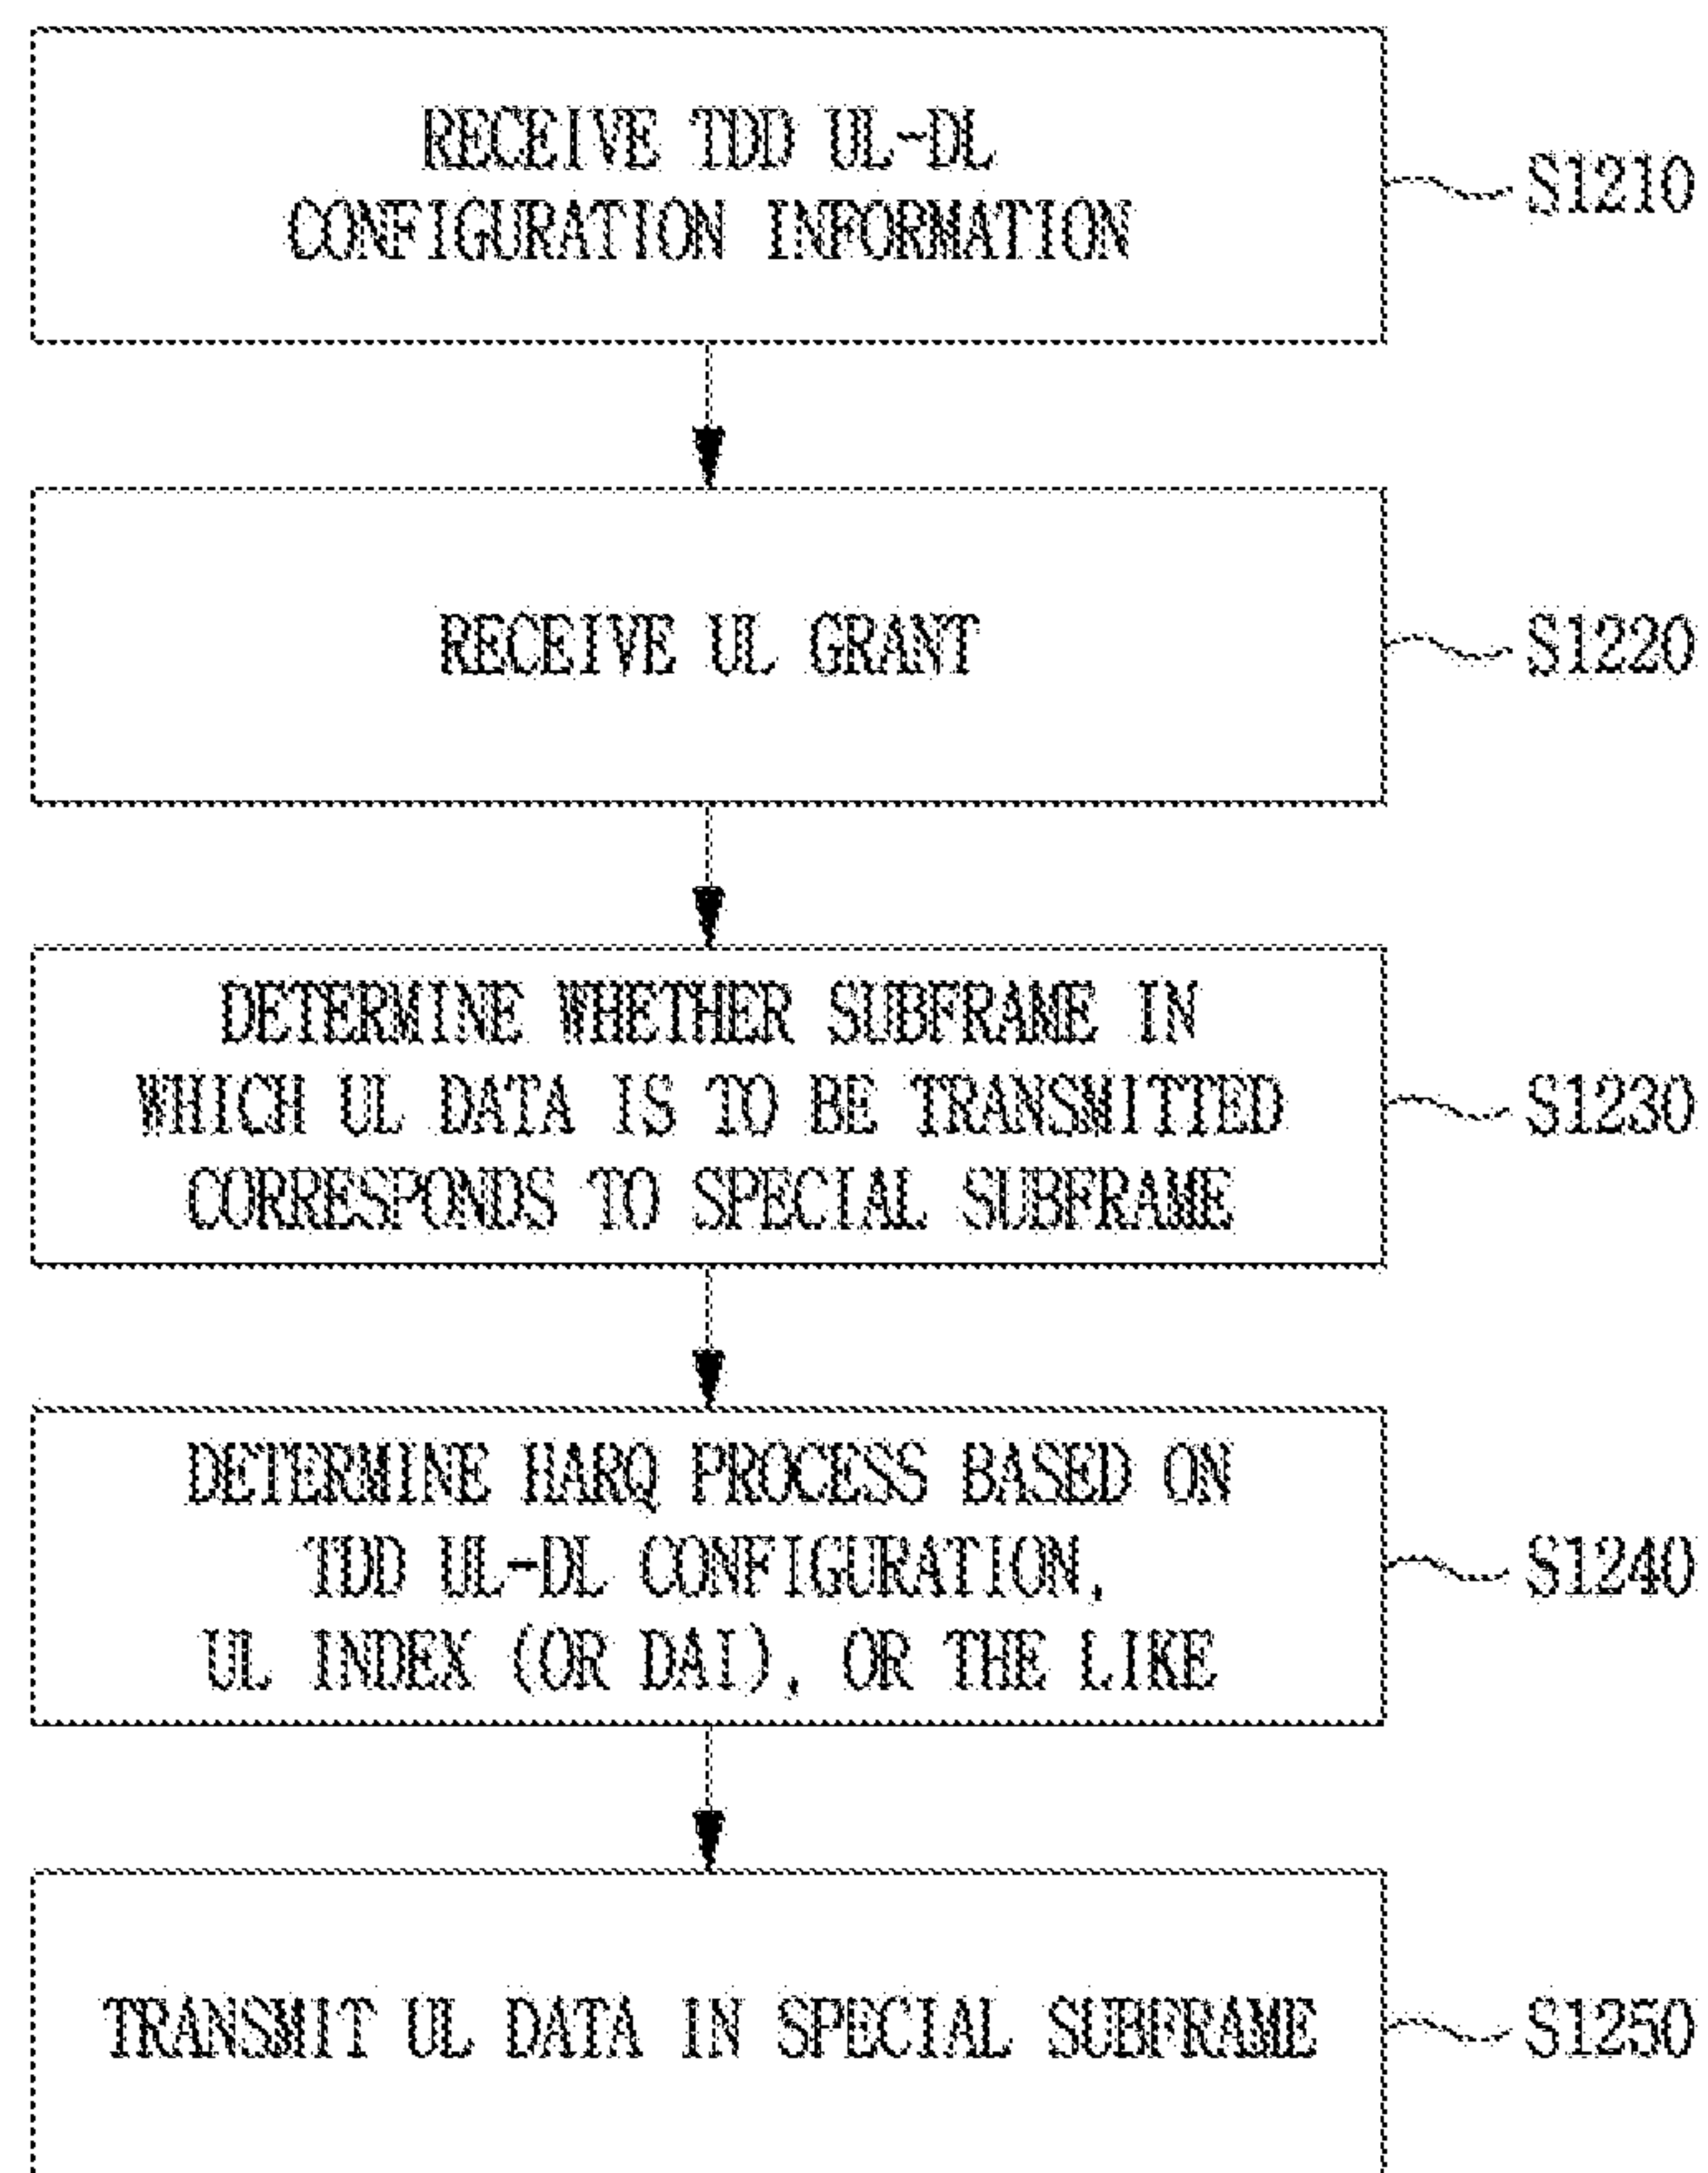 RECEIVE TDD UL-DL
CONFIGURATION INFORMATION
S1210
RECEIVE UL GRANT
S1220
DETERMINE WHETHER SUBFRAME IN
WHICH UL DATA IS TO BE TRANSMITTED
CORRESPONDS TO SPECIAL SUBFRAME
S1230
DETERMINE HARQ PROCESS BASED ON
TDD UL-DL CONFIGURATION,
UL INDEX (OR DAI), OR THE LIKE
S1240
TRANSMIT UL DATA IN SPECIAL SUBFRAME
S1250